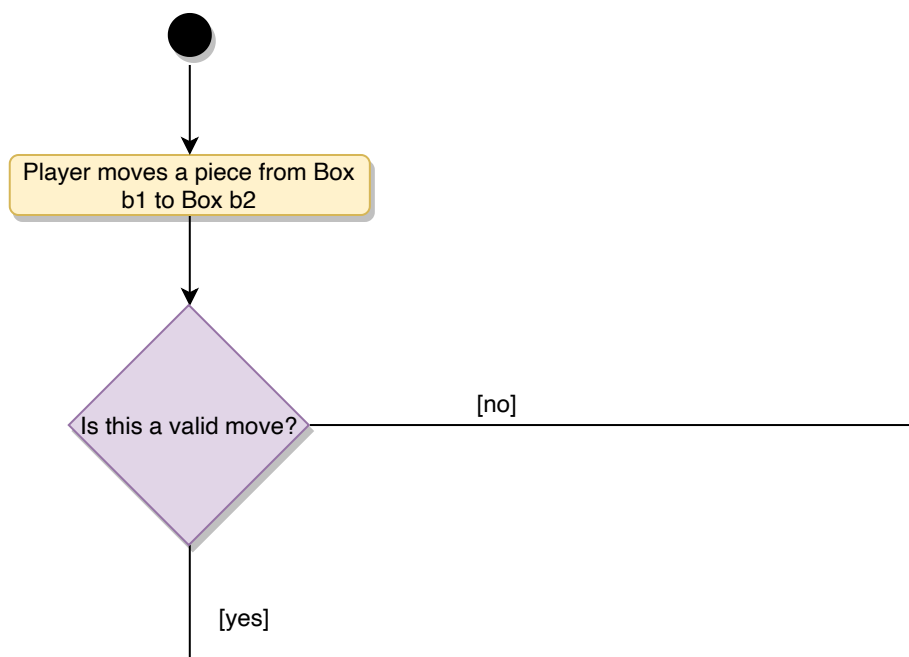 Player moves a piece from Box
b1 to Box b2
Is this a valid move?
[no]
[yes]